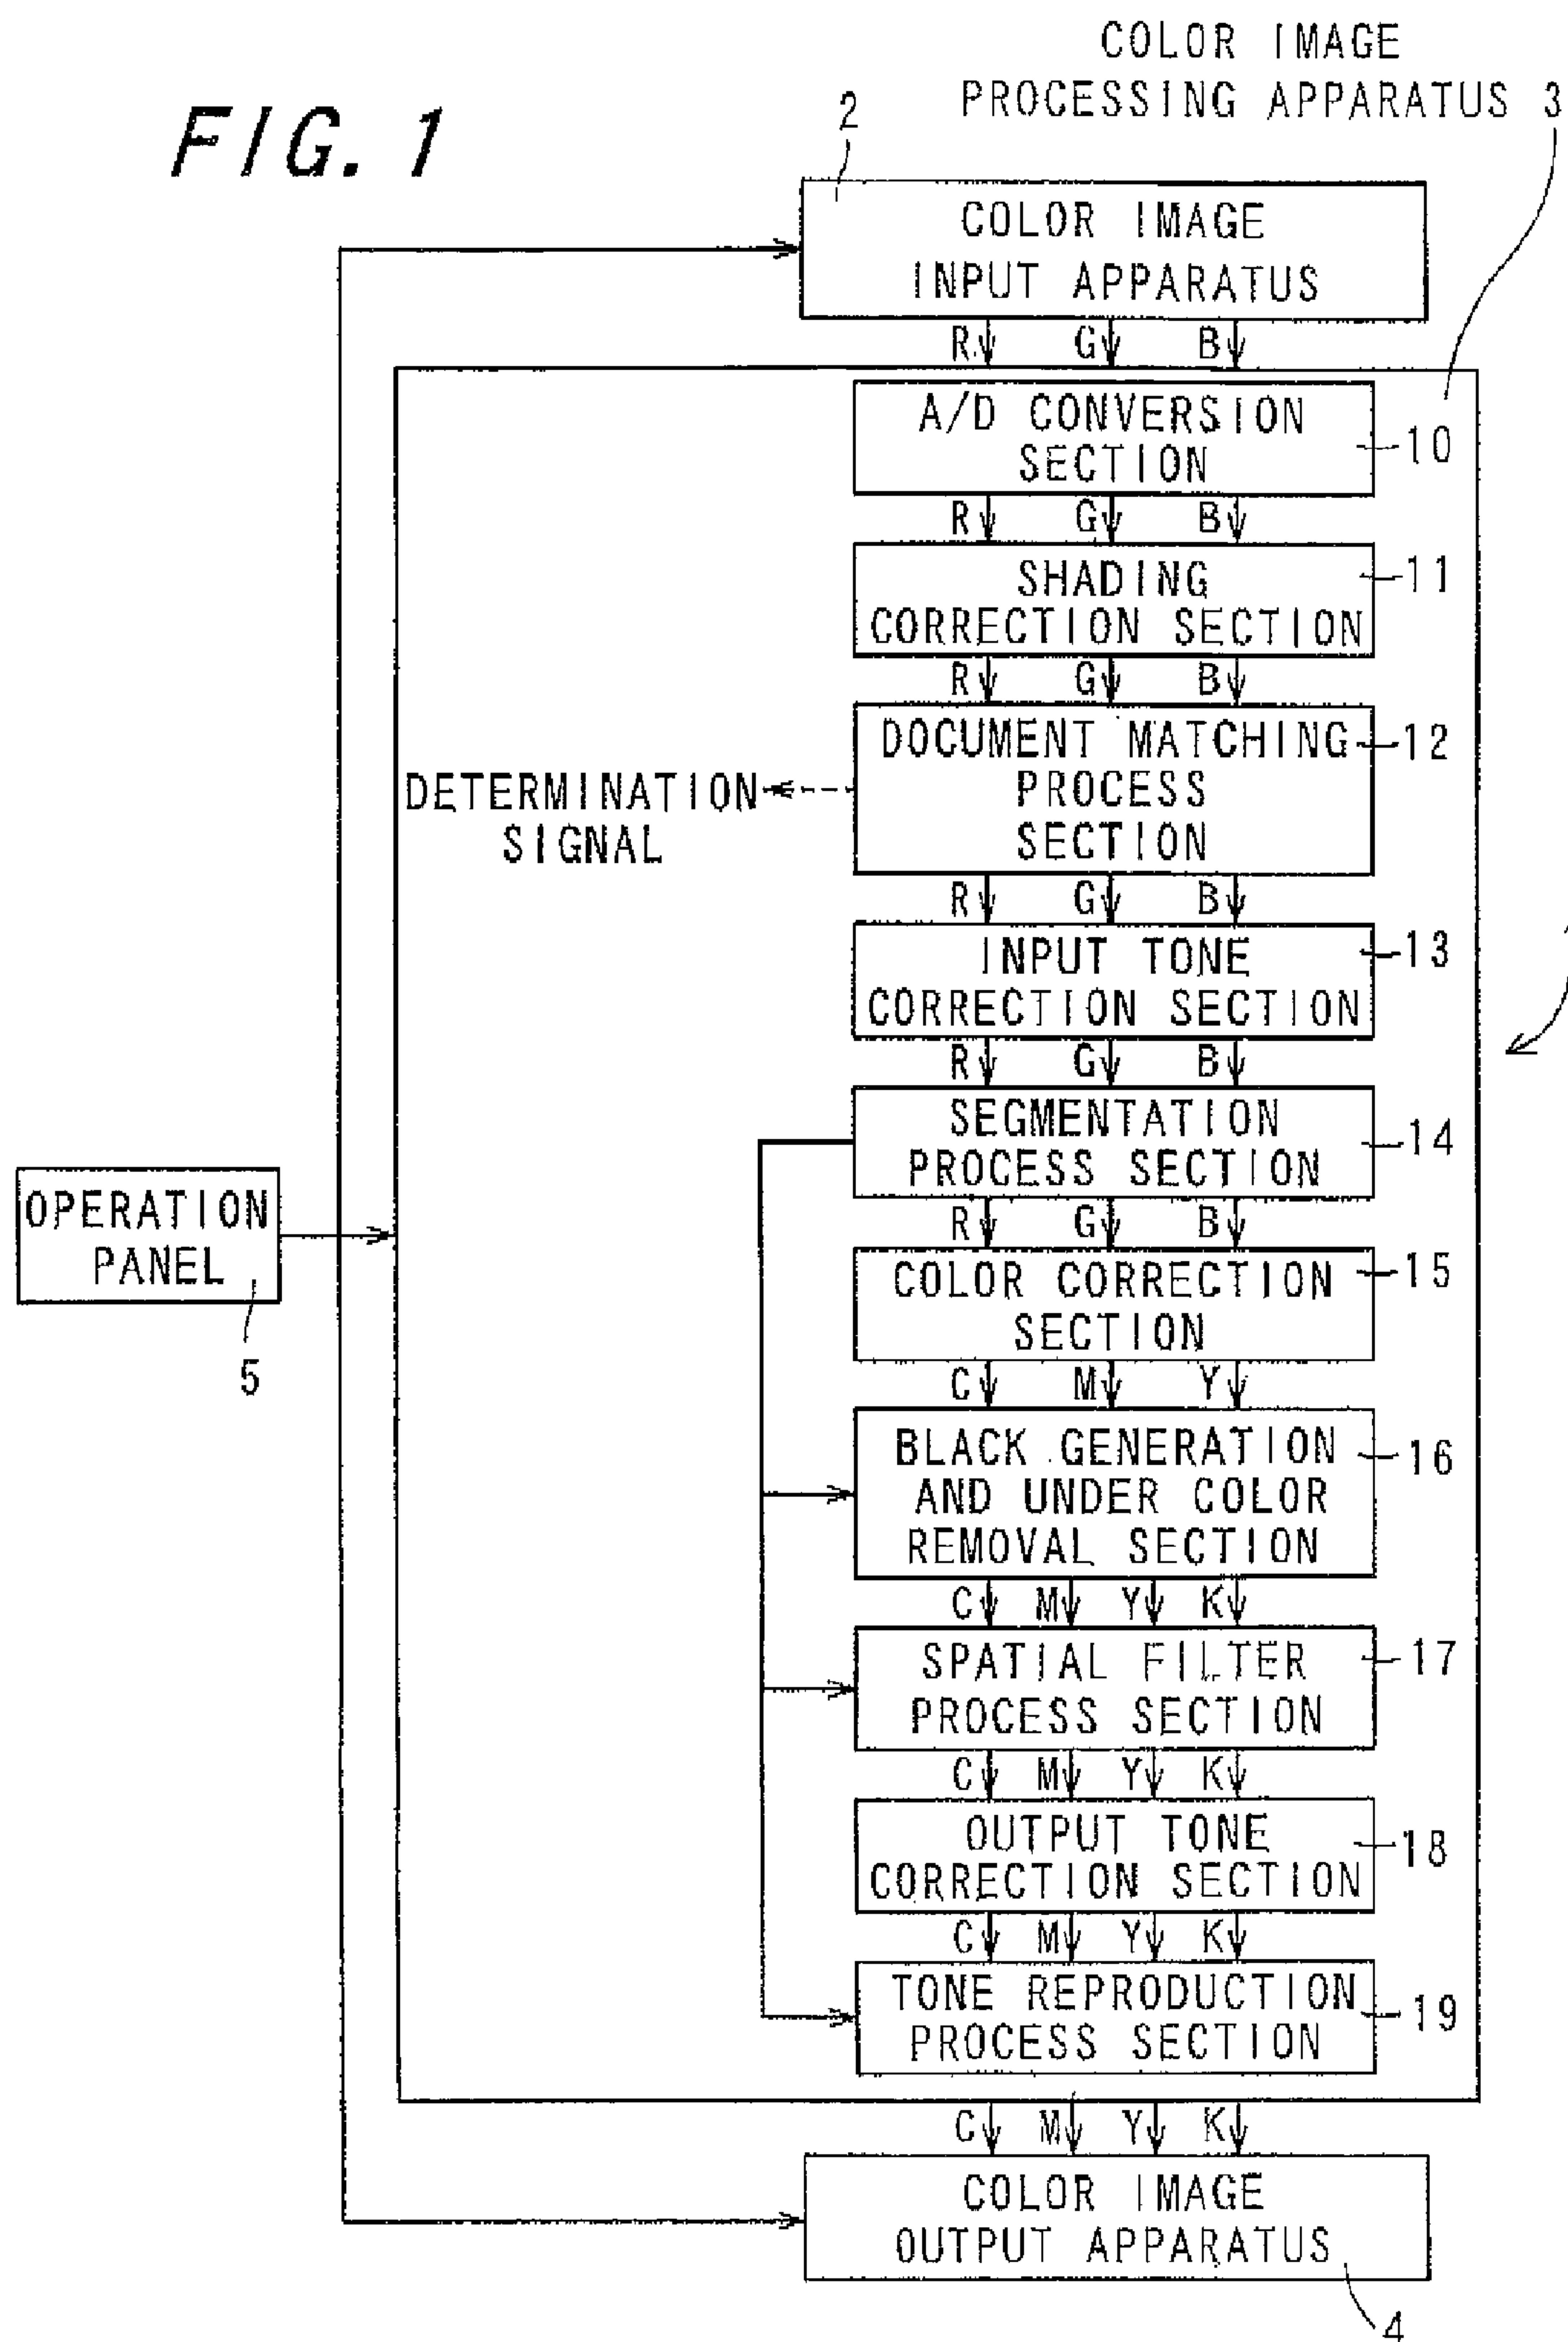 FIG. 1
COLOR IMAGE
PROCESSING APPARATUS 3
2
COLOR IMAGE
INPUT APPARATUS
R G B
A/D CONVERSION
SECTION
10
R G B
SHADING
CORRECTION SECTION
11
R G B
DOCUMENT MATCHING
PROCESS
SECTION
12
DETERMINATION
SIGNAL
R G B
INPUT TONE
CORRECTION SECTION
13
R G B
SEGMENTATION
PROCESS SECTION
14
OPERATION
PANEL
5
R G B
COLOR CORRECTION
SECTION
15
C M Y
BLACK GENERATION
AND UNDER COLOR
REMOVAL SECTION
16
C M Y K
SPATIAL FILTER
PROCESS SECTION
17
C M Y K
OUTPUT TONE
CORRECTION SECTION
18
C M Y K
TONE REPRODUCTION
PROCESS SECTION
19
C M Y K
COLOR IMAGE
OUTPUT APPARATUS
4